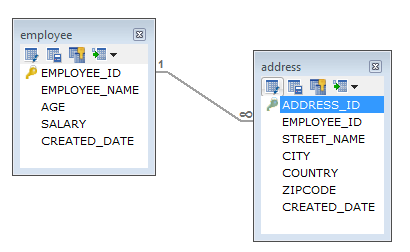 employee
EMPLOYEE_ID
EMPLOYEE_NAME
AGE
SALARY
CREATED_DATE
1
∞
address
ADDRESS_ID
EMPLOYEE_ID
STREET_NAME
CITY
COUNTRY
ZIPCODE
CREATED_DATE